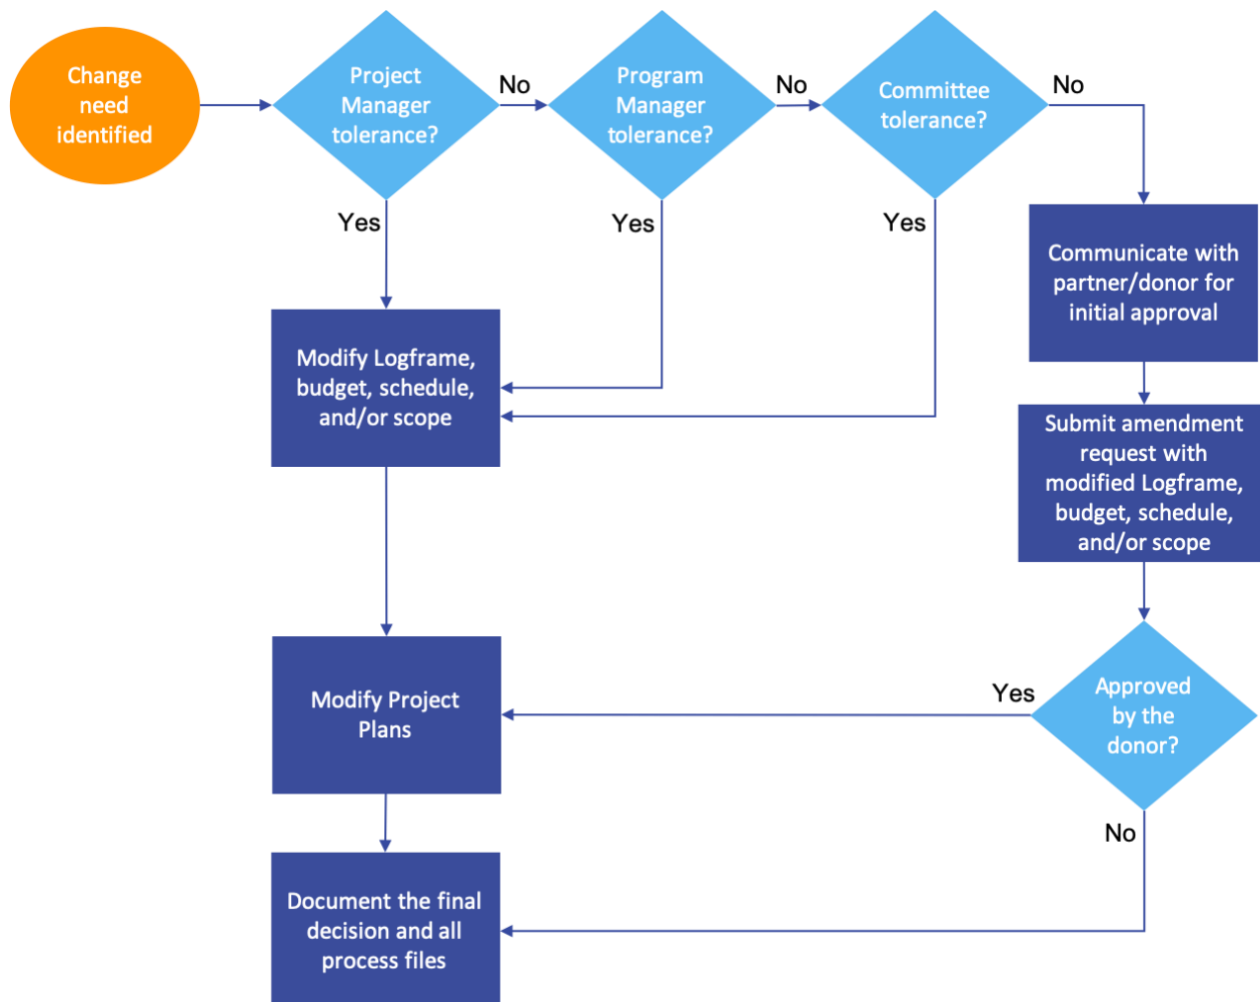 Change
need
identified
Project
Manager
tolerance?
No
Program
Manager
tolerance?
No
Committee
tolerance?
No
Yes
Yes
Yes
Communicate with
partner/donor for
initial approval
Modify Logframe,
budget, schedule,
and/or scope
Submit amendment
request with
modified Logframe,
budget, schedule,
and/or scope
Modify Project
Plans
Yes
Approved
by the
donor?
No
Document the final
decision and all
process files